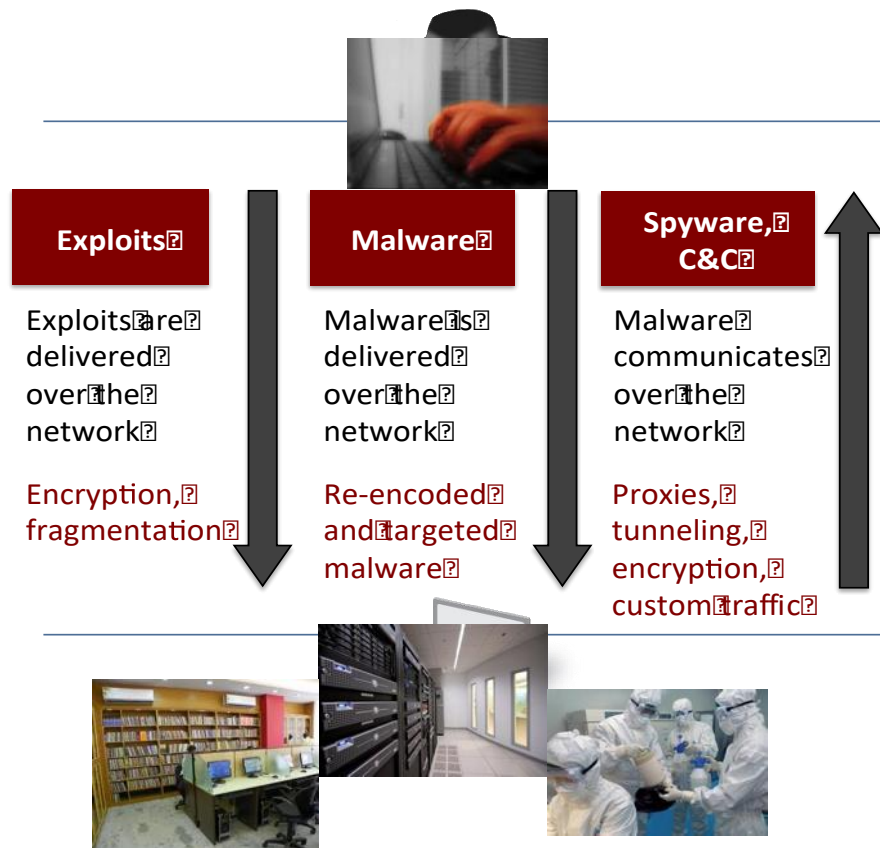 Exploits
Exploits are
delivered
over the
network
Encryption,
fragmentation
Malware
Malware is
delivered
over the
network
Re-encoded
and targeted
malware
Spyware,
C&C
Malware
communicates
over the
network
Proxies,
tunneling,
encryption,
custom traffic